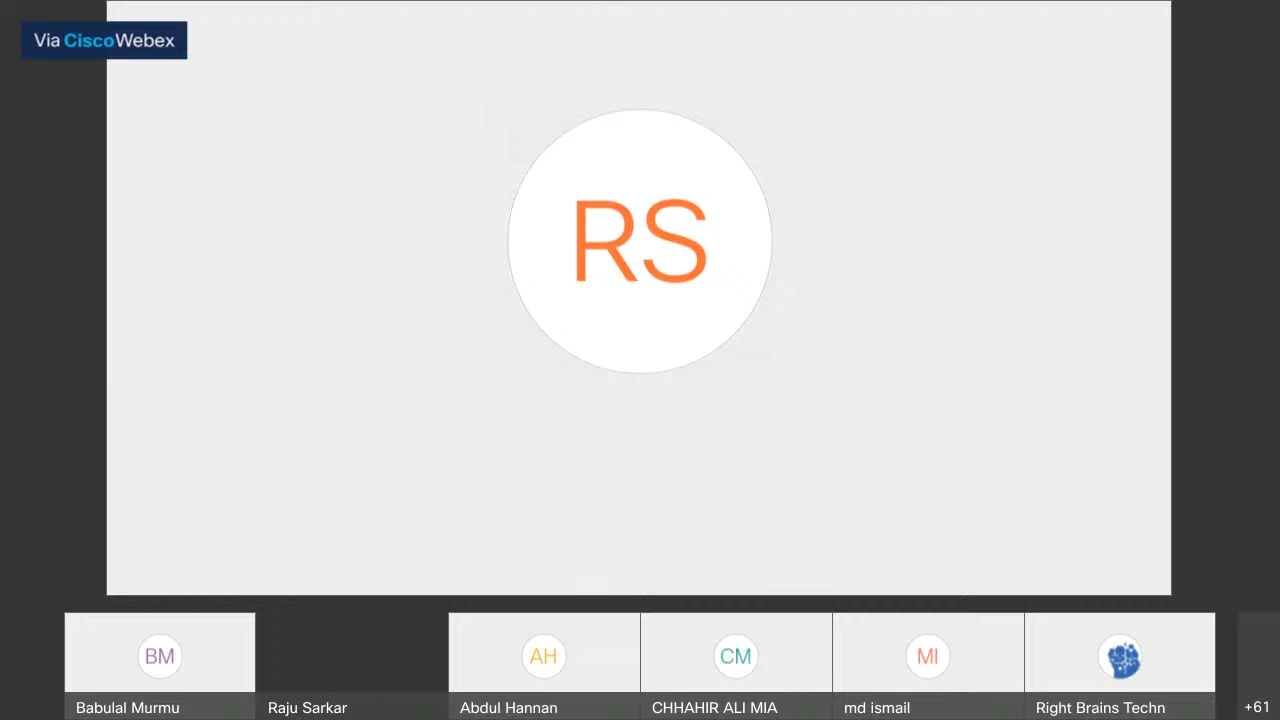 Via CiscoWebex
RS
BM
AH
CM
MI
Babulal Murmu
Raju Sarkar
Abdul Hannan
CHHAHIR ALI MIA
md ismail
Right Brains Techn
+61